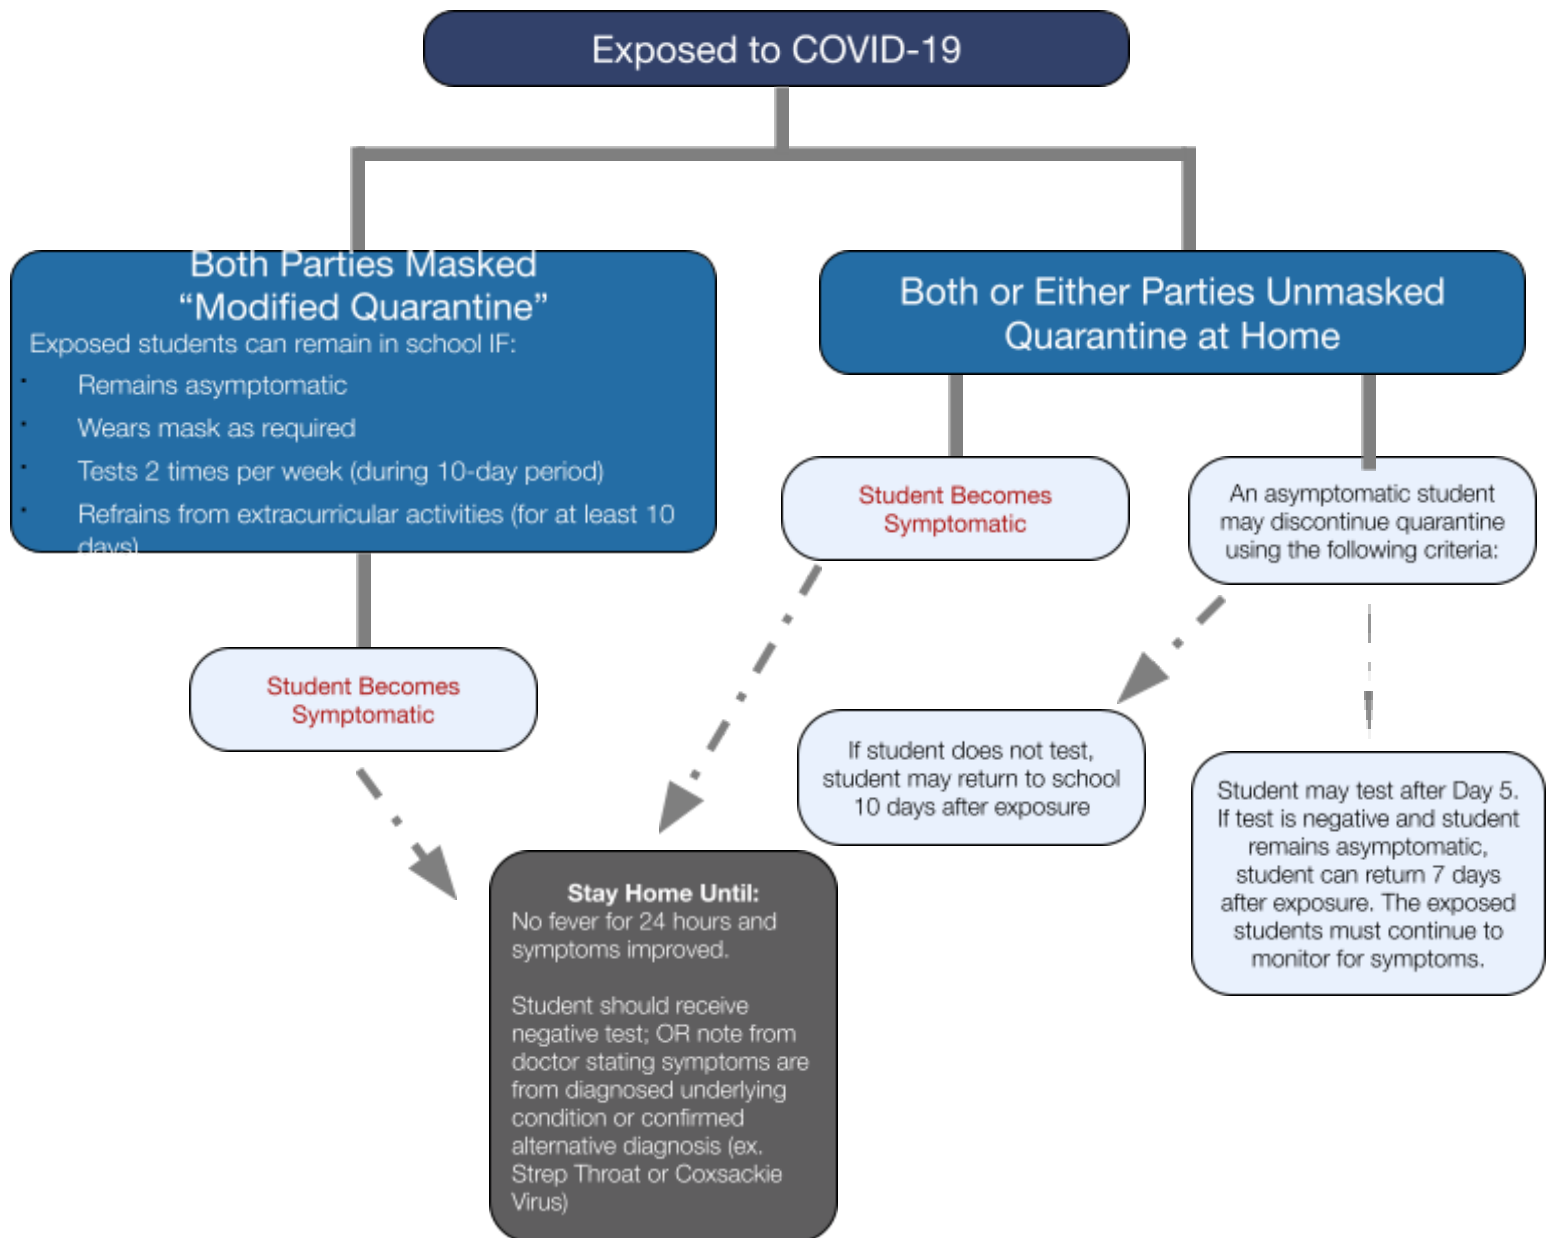 Exposed to COVID-19
Both Parties Masked
“Modified Quarantine”
Exposed students can remain in school IF:
· Remains asymptomatic
· Wears mask as required
· Tests 2 times per week (during 10-day period)
· Refrains from extracurricular activities (for at least 10
days)
Both or Either Parties Unmasked
Quarantine at Home
Student Becomes
Symptomatic
An asymptomatic student
may discontinue quarantine
using the following criteria:
Student Becomes
Symptomatic
If student does not test,
student may return to school
10 days after exposure
Student may test after Day 5.
If test is negative and student
remains asymptomatic,
student can return 7 days
after exposure. The exposed
students must continue to
monitor for symptoms.
Stay Home Until:
No fever for 24 hours and
symptoms improved.
Student should receive
negative test; OR note from
doctor stating symptoms are
from diagnosed underlying
condition or confirmed
alternative diagnosis (ex.
Strep Throat or Coxsackie
Virus)